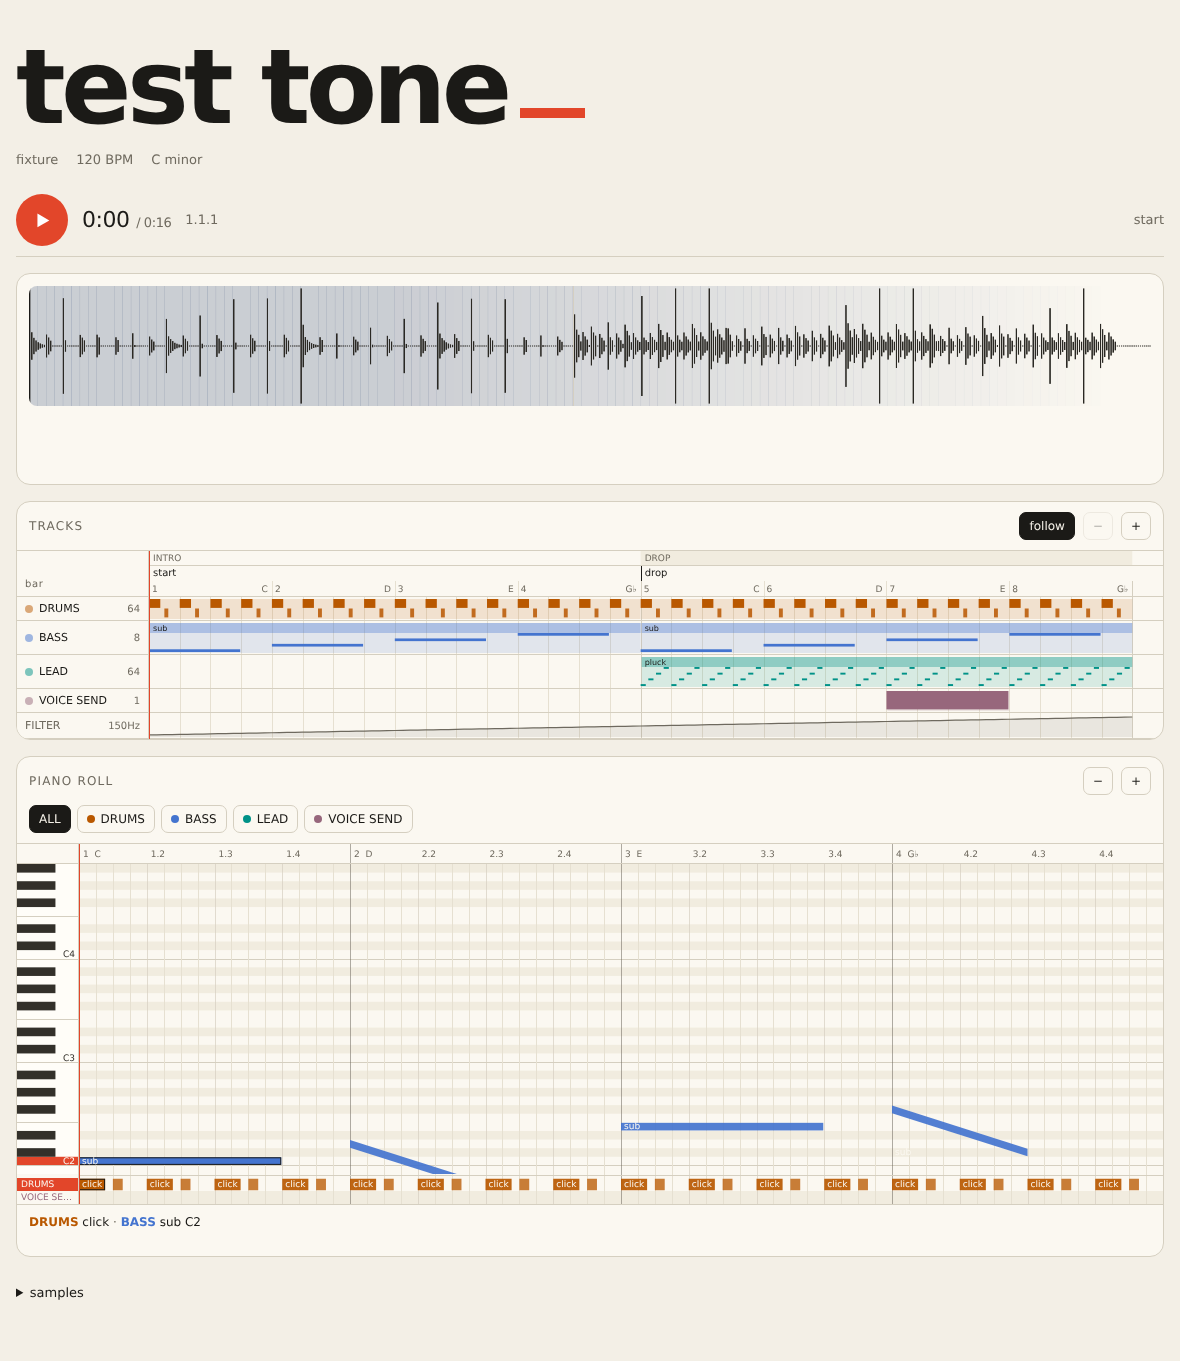 test tone
fixture 120 BPM C minor
0:00 / 0:16 1.1.1 start
TRACKS follow − +
INTRO DROP
start drop
bar 1 C 2 D 3 E 4 G♭ 5 C 6 D 7 E 8 G♭
DRUMS 64
BASS 8 sub sub
LEAD 64 pluck
VOICE SEND 1
FILTER 150Hz
PIANO ROLL − +
ALL DRUMS BASS LEAD VOICE SEND
1 C 1.2 1.3 1.4 2 D 2.2 2.3 2.4 3 E 3.2 3.3 3.4 4 G♭ 4.2 4.3 4.4
C4
C3
sub
C2 sub
DRUMS click click click click click click click click click click click click click click click click
VOICE SE...
DRUMS click · BASS sub C2
samples